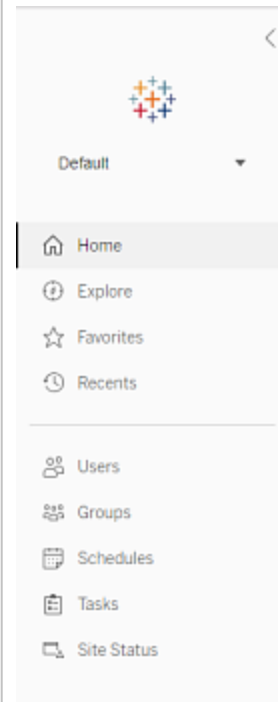 Default
Home
Explore
Favorites
Recents
Users
Groups
Schedules
Tasks
Site Status